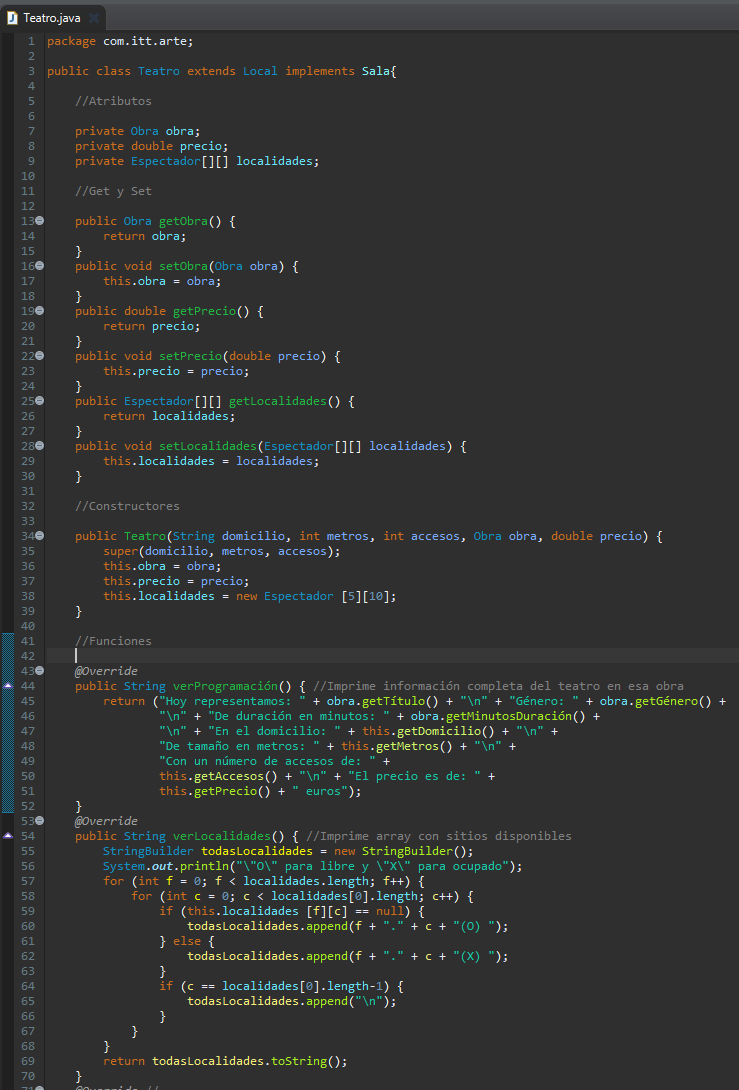 Teatro.java
1 package com.itt.arte;
2
3 public class Teatro extends Local implements Sala{
4
5     //Atributos
6
7     private Obra obra;
8     private double precio;
9     private Espectador[][] localidades;
10
11     //Get y Set
12
13     public Obra getObra() {
14         return obra;
15     }
16     public void setObra(Obra obra) {
17         this.obra = obra;
18     }
19     public double getPrecio() {
20         return precio;
21     }
22     public void setPrecio(double precio) {
23         this.precio = precio;
24     }
25     public Espectador[][] getLocalidades() {
26         return localidades;
27     }
28     public void setLocalidades(Espectador[][] localidades) {
29         this.localidades = localidades;
30     }
31
32     //Constructores
33
34     public Teatro(String domicilio, int metros, int accesos, Obra obra, double precio) {
35         super(domicilio, metros, accesos);
36         this.obra = obra;
37         this.precio = precio;
38         this.localidades = new Espectador [5][10];
39     }
40
41     //Funciones
42
43     @Override
44     public String verProgramación() { //Imprime información completa del teatro en esa obra
45         return ("Hoy representamos: " + obra.getTítulo() + "\n" + "Género: " + obra.getGénero() +
46                 "\n" + "De duración en minutos: " + obra.getMinutosDuración() +
47                 "\n" + "En el domicilio: " + this.getDomicilio() + "\n" +
48                 "De tamaño en metros: " + this.getMetros() + "\n" +
49                 "Con un número de accesos de: " +
50                 this.getAccesos() + "\n" + "El precio es de: " +
51                 this.getPrecio() + " euros");
52     }
53     @Override
54     public String verLocalidades() { //Imprime array con sitios disponibles
55         StringBuilder todasLocalidades = new StringBuilder();
56         System.out.println("\"O\" para libre y \"X\" para ocupado");
57         for (int f = 0; f < localidades.length; f++) {
58             for (int c = 0; c < localidades[0].length; c++) {
59                 if (this.localidades [f][c] == null) {
60                     todasLocalidades.append(f + "." + c + "(O) ");
61                 } else {
62                     todasLocalidades.append(f + "." + c + "(X) ");
63                 }
64                 if (c == localidades[0].length-1) {
65                     todasLocalidades.append("\n");
66                 }
67             }
68         }
69         return todasLocalidades.toString();
70     }
71     @Override //